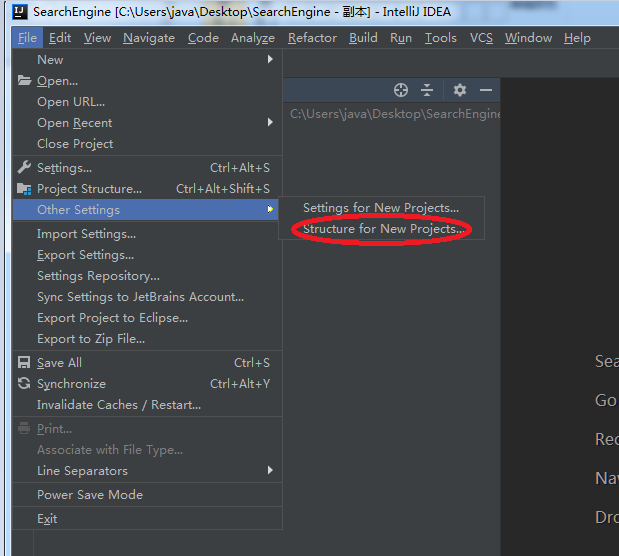 SearchEngine [C:\Users\java\Desktop\SearchEngine - 副本] - IntelliJ IDEA
File Edit View Navigate Code Analyze Refactor Build Run Tools VCS Window Help
New
Open...
Open URL...
Open Recent
Close Project
C:\Users\java\Desktop\SearchEngine
Settings... Ctrl+Alt+S
Project Structure... Ctrl+Alt+Shift+S
Other Settings
Settings for New Projects...
Structure for New Projects...
Import Settings...
Export Settings...
Settings Repository...
Sync Settings to JetBrains Account...
Export Project to Eclipse...
Export to Zip File...
Save All Ctrl+S
Synchronize Ctrl+Alt+Y
Invalidate Caches / Restart...
Print...
Associate with File Type...
Line Separators
Power Save Mode
Exit
Sea
Go
Rec
Nav
Dro